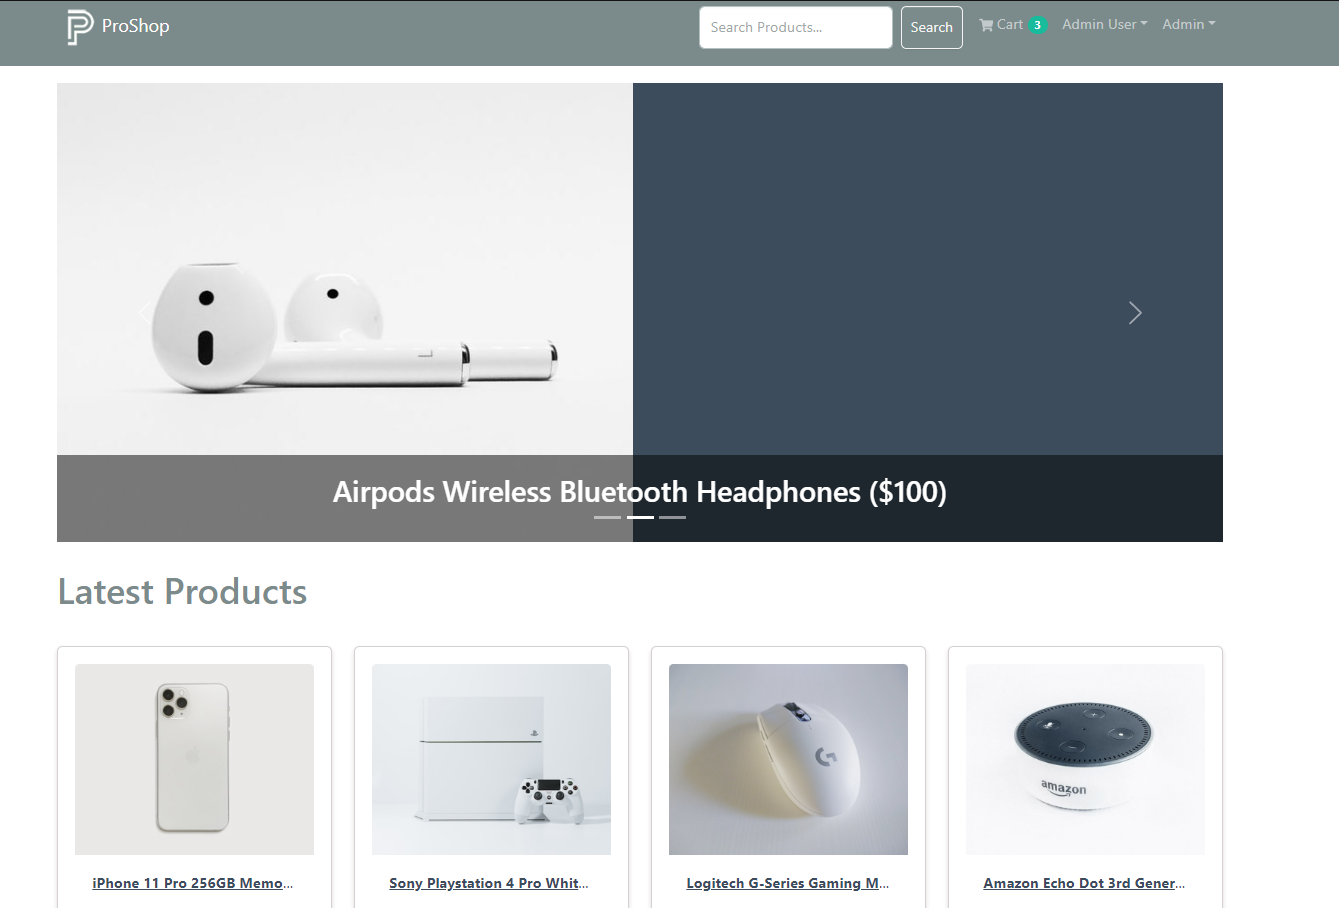 ProShop
Search Products...
Search
Cart 3
Admin User
Admin
Airpods Wireless Bluetooth Headphones ($100)
Latest Products
amazon
iPhone 11 Pro 256GB Memo...
Sony Playstation 4 Pro Whit...
Logitech G-Series Gaming M...
Amazon Echo Dot 3rd Gener...